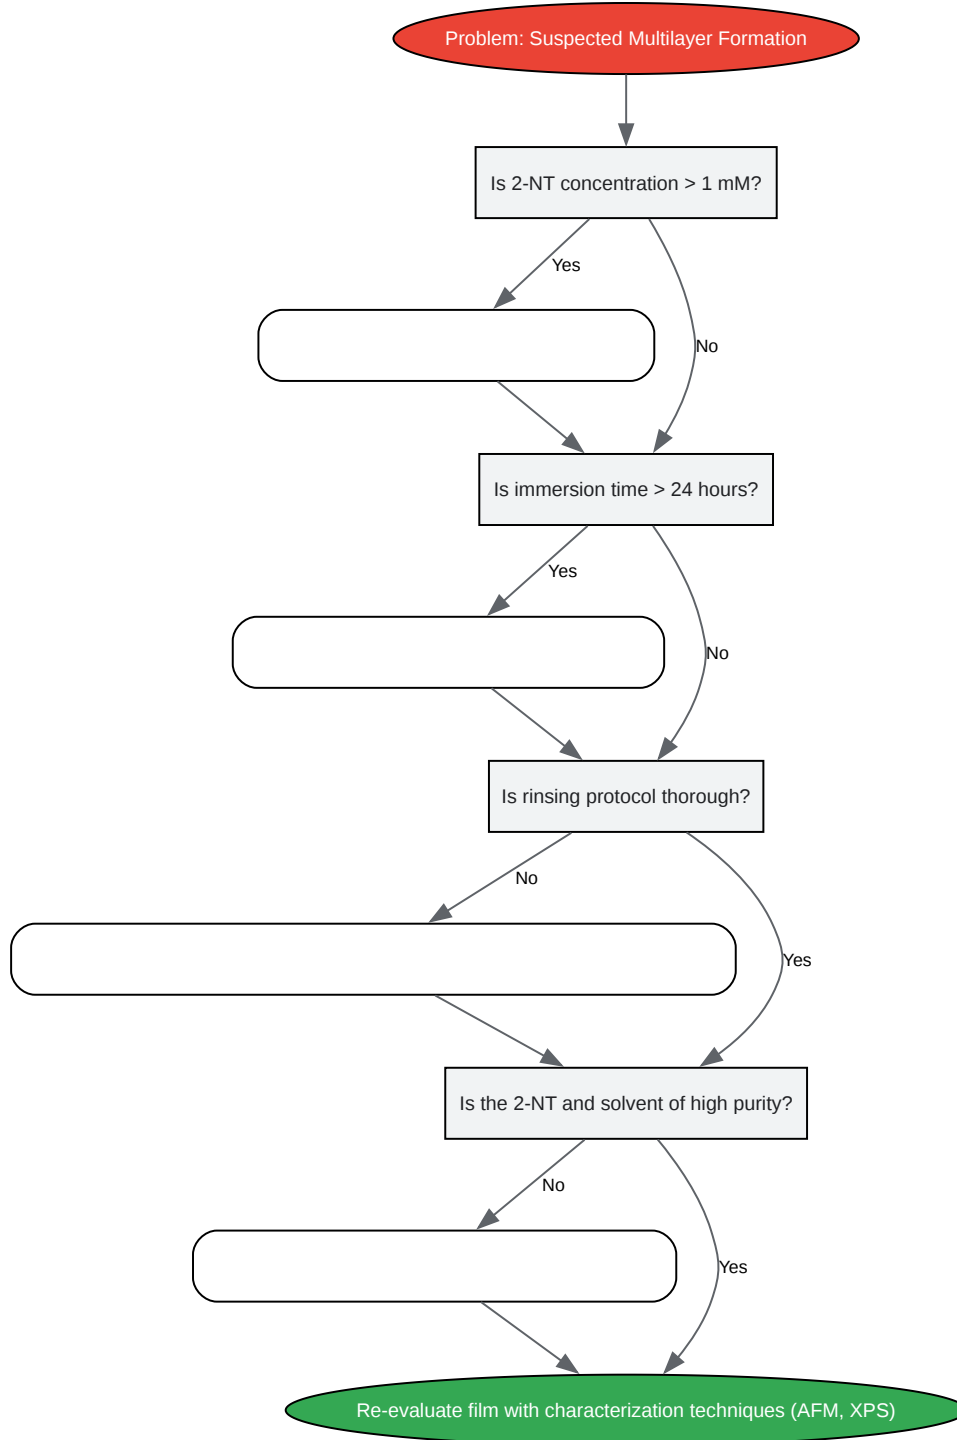 Problem: Suspected Multilayer Formation
Is 2-NT concentration > 1 mM?
Yes
No
Is immersion time > 24 hours?
Yes
No
Is rinsing protocol thorough?
No
Yes
Is the 2-NT and solvent of high purity?
No
Yes
Re-evaluate film with characterization techniques (AFM, XPS)